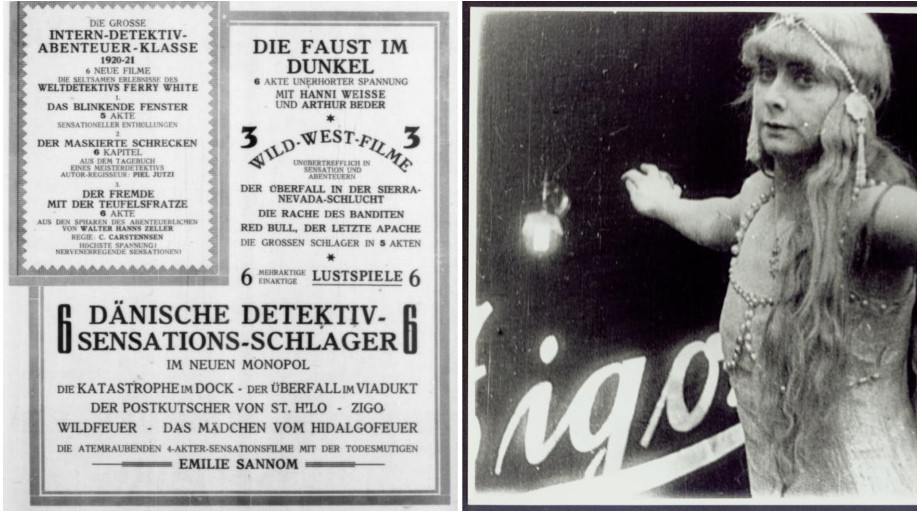 DIE GROSSE
INTERN-DETEKTIV-
ABENTEUER-KLASSE
1920-21
6 NEUE FILME
DIE SELTSAMEN ERLEBNISSE DES
WELTDETEKTIVS FERRY WHITE
1.
DAS BLINKENDE FENSTER
5 AKTE
SENSATIONELLER ENTHÜLLUNGEN
2.
DER MASKIERTE SCHRECKEN
6 KAPITEL
AUS DEM TAGEBUCH
EINES MEISTERDETEKTIVS
AUTOR-REGISSEUR: PIEL JUTZI
3.
DER FREMDE
MIT DER TEUFELSFRATZE
6 AKTE
AUS DEN SPHÄREN DES ABENTEUERLICHEN
VON WALTER HANNS ZELLER
REGIE: C. CARSTENNSEN
HÖCHSTE SPANNUNG!
NERVENERREGENDE SENSATIONEN!
DIE FAUST IM
DUNKEL
6 AKTE UNERHÖRTER SPANNUNG
MIT HANNI WEISSE
UND ARTHUR BEDER
*
3 WILD-WEST-FILME 3
UNÜBERTREFFLICH IN
SENSATION UND
ABENTEUERN
DER ÜBERFALL IN DER SIERRA-
NEVADA-SCHLUCHT
DIE RACHE DES BANDITEN
RED BULL, DER LETZTE APACHE
DIE GROSSEN SCHLAGER IN 5 AKTEN
*
6 MEHRAKTIGE
EINAKTIGE LUSTSPIELE 6
6 DÄNISCHE DETEKTIV- 6
SENSATIONS-SCHLAGER
IM NEUEN MONOPOL
DIE KATASTROPHE IM DOCK - DER ÜBERFALL IM VIADUKT
DER POSTKUTSCHER VON ST. HILO - ZIGO
WILDFEUER - DAS MÄDCHEN VOM HIDALGOFEUER
DIE ATEMRAUBENDEN 4-AKTER-SENSATIONSFILME MIT DER TODESMUTIGEN
EMILIE SANNOM